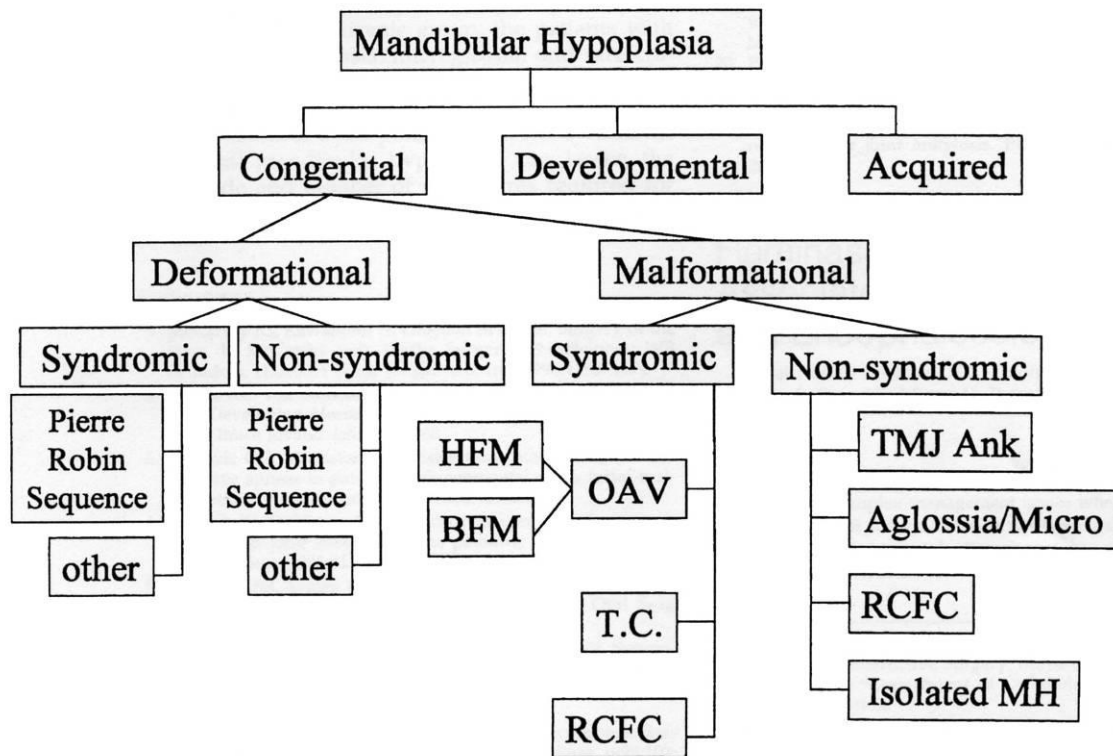 Mandibular Hypoplasia
Congenital
Developmental
Acquired
Deformational
Malformational
Syndromic
Non-syndromic
Syndromic
Non-syndromic
Pierre
Robin
Sequence
other
Pierre
Robin
Sequence
other
HFM
BFM
OAV
T.C.
RCFC
TMJ Ank
Aglossia/Micro
RCFC
Isolated MH